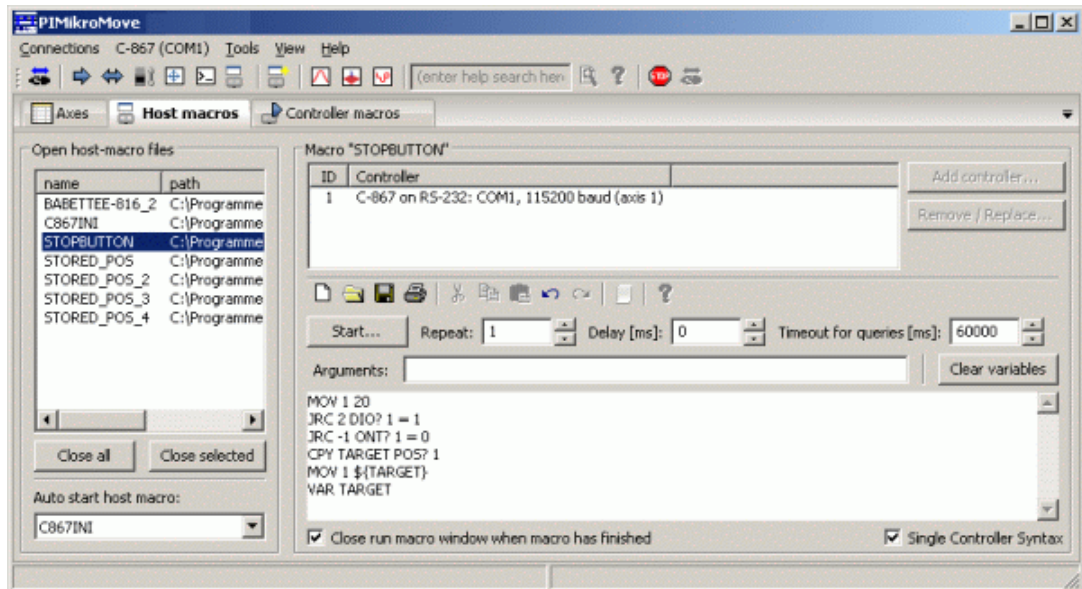 PIMikroMove
Connections C-867 (COM1) Tools View Help
(enter help search her
STOP
Axes Host macros Controller macros
Open host-macro files
name path
BABETTEE-816_2 C:\Programme
C867INI C:\Programme
STOPBUTTON C:\Programme
STORED_POS C:\Programme
STORED_POS_2 C:\Programme
STORED_POS_3 C:\Programme
STORED_POS_4 C:\Programme
Close all Close selected
Auto start host macro:
C867INI
Macro "STOPBUTTON"
ID Controller
1 C-867 on RS-232: COM1, 115200 baud (axis 1)
Add controller...
Remove / Replace...
Start... Repeat: 1 Delay [ms]: 0 Timeout for queries [ms]: 60000
Arguments: Clear variables
MOV 1 20
JRC 2 DIO? 1 = 1
JRC -1 ONT? 1 = 0
CPY TARGET POS? 1
MOV 1 ${TARGET}
VAR TARGET
Close run macro window when macro has finished Single Controller Syntax